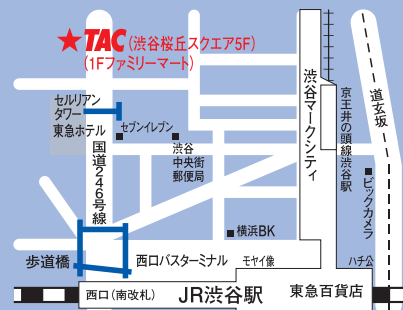 ★TAC(渋谷桜丘スクエア5F)
(1Fファミリーマート)
セルリアン
タワー
東急ホテル
セブンイレブン
国道246号線
渋谷
中央街
郵便局
渋谷マークシティ
京王井の頭線渋谷駅
道玄坂
ビックカメラ
横浜BK
歩道橋
西口バスターミナル
モヤイ像
ハチ公
西口(南改札)
JR渋谷駅
東急百貨店